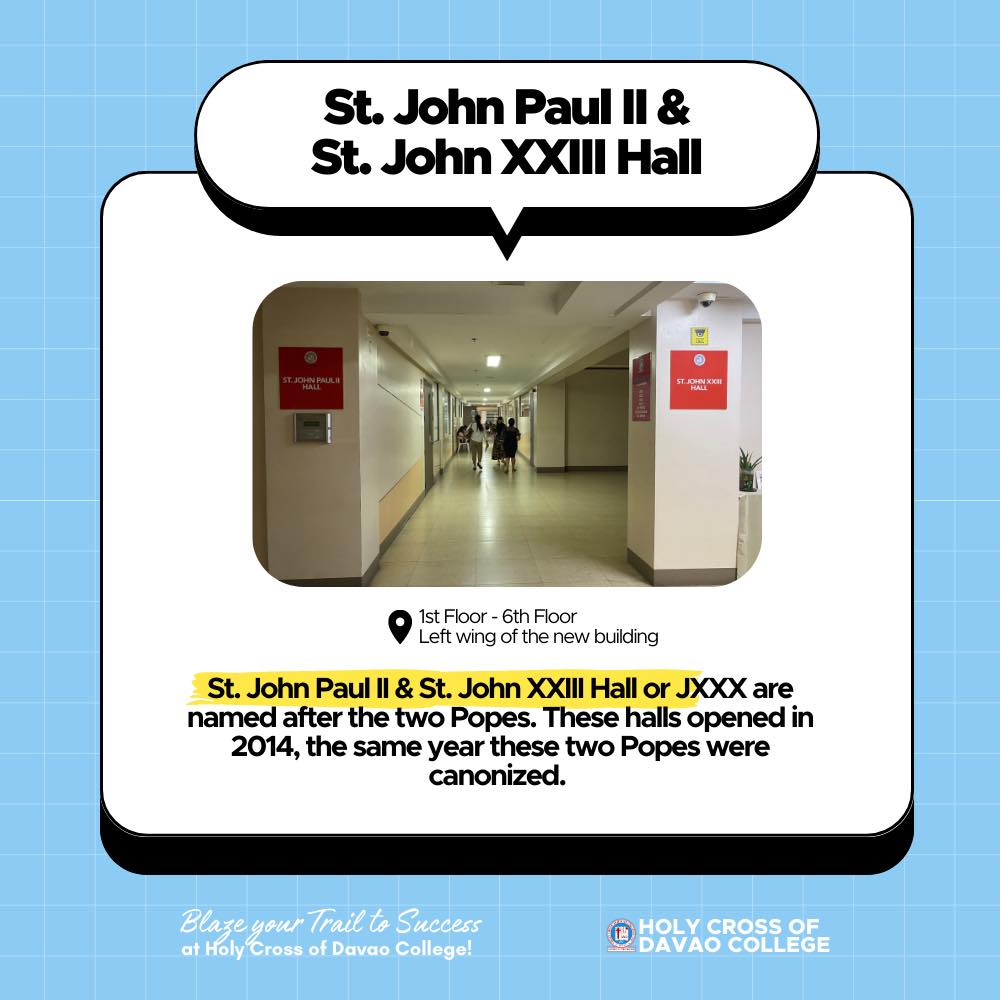 St. John Paul II &
St. John XXIII Hall
ST. JOHN PAUL II
HALL
ST. JOHN XXIII
HALL
1st Floor - 6th Floor
Left wing of the new building
St. John Paul II & St. John XXIII Hall or JXXX are
named after the two Popes. These halls opened in
2014, the same year these two Popes were
canonized.
Blaze your Trail to Success
at Holy Cross of Davao College!
HOLY CROSS OF
DAVAO COLLEGE